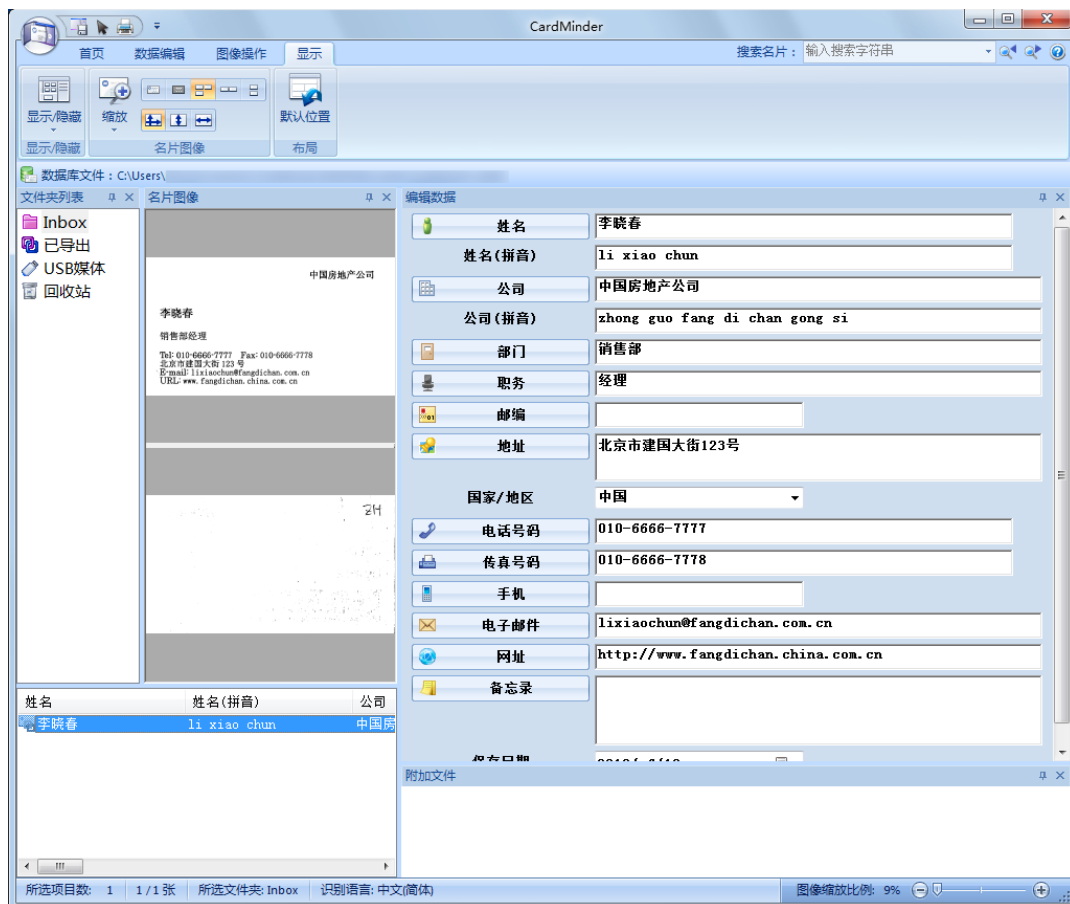 CardMinder
首页 数据编辑 图像操作 显示 搜索名片： 输入搜索字符串
显示/隐藏 缩放 默认位置
显示/隐藏 名片图像 布局
数据库文件：C:\Users\
文件夹列表 名片图像 编辑数据
Inbox
已导出
USB媒体
回收站
中国房地产公司
李晓春
销售部经理
Tel: 010-6666-7777 Fax: 010-6666-7778
北京市建国大街 123 号
E-mail: lixiaochun@fangdichan.com.cn
URL: www.fangdichan.china.com.cn
ZH
姓名 李晓春
姓名(拼音) li xiao chun
公司 中国房地产公司
公司(拼音) zhong guo fang di chan gong si
部门 销售部
职务 经理
邮编
地址 北京市建国大街123号
国家/地区 中国
电话号码 010-6666-7777
传真号码 010-6666-7778
手机
电子邮件 lixiaochun@fangdichan.com.cn
网址 http://www.fangdichan.china.com.cn
备忘录
保存日期
姓名 姓名(拼音) 公司
李晓春 li xiao chun 中国房
附加文件
所选项目数: 1 1/1张 所选文件夹: Inbox 识别语言: 中文(简体) 图像缩放比例: 9%